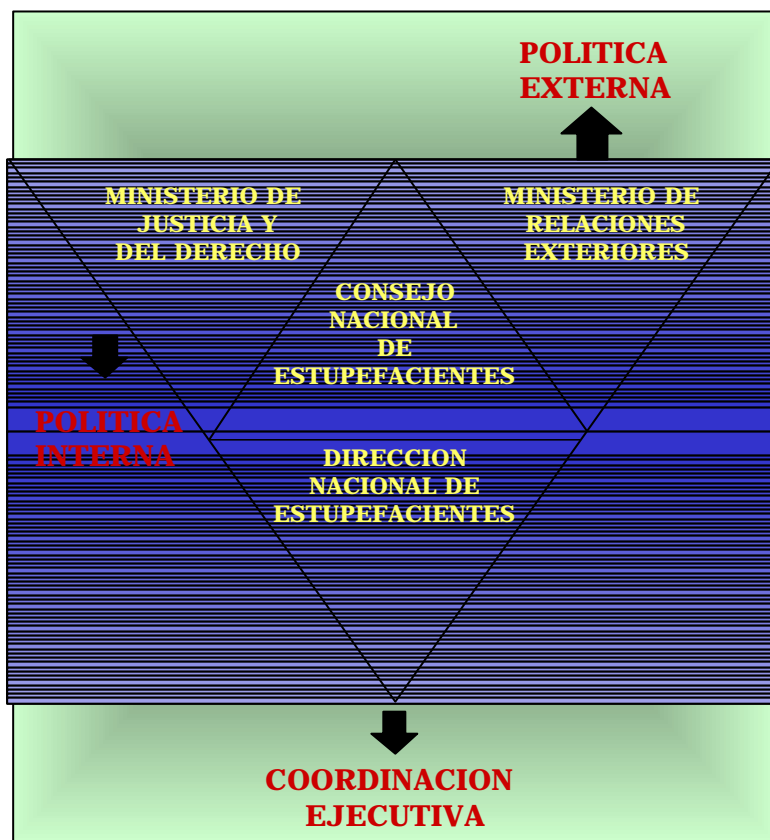 POLITICA
EXTERNA
MINISTERIO DE
JUSTICIA Y
DEL DERECHO
MINISTERIO DE
RELACIONES
EXTERIORES
CONSEJO
NACIONAL
DE
ESTUPEFACIENTES
POLITICA
INTERNA
DIRECCION
NACIONAL DE
ESTUPEFACIENTES
COORDINACION
EJECUTIVA